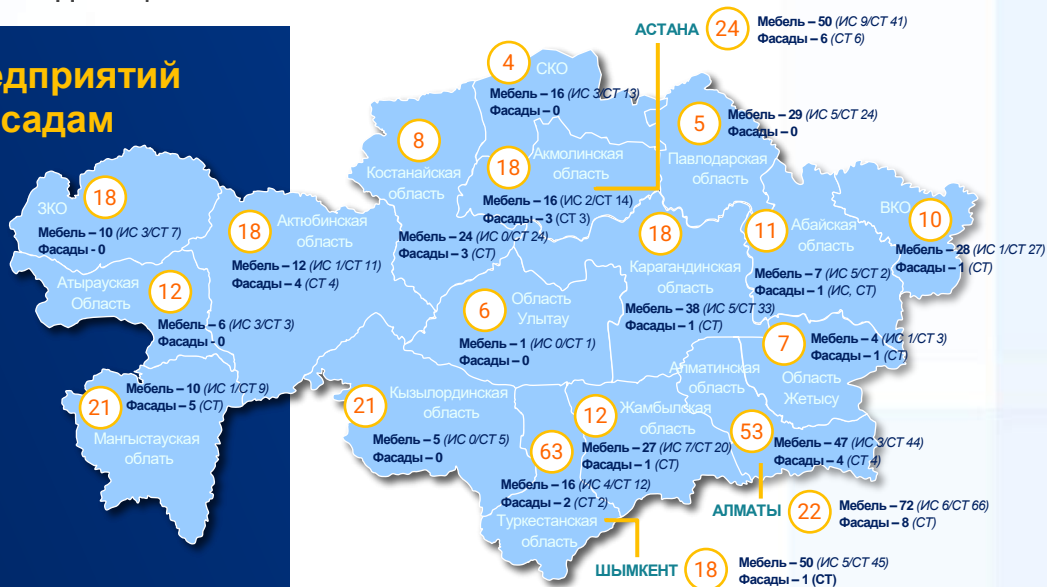 едприятий
садам
АСТАНА 24
Мебель – 50 (ИС 9/СТ 41)
Фасады – 6 (СТ 6)
4 СКО
Мебель – 16 (ИС 3/СТ 13)
Фасады – 0
5
Мебель – 29 (ИС 5/СТ 24)
Фасады – 0
Павлодарская
область
8
Костанайская
область
Мебель – 24 (ИС 0/СТ 24)
Фасады – 3 (СТ)
18
Акмолинская
область
Мебель – 16 (ИС 2/СТ 14)
Фасады – 3 (СТ 3)
ЗКО 18
Мебель – 10 (ИС 3/СТ 7)
Фасады - 0
18
Актюбинская
область
Мебель – 12 (ИС 1/СТ 11)
Фасады – 4 (СТ 4)
18
Карагандинская
область
Мебель – 38 (ИС 5/СТ 33)
Фасады – 1 (СТ)
11
Абайская
область
Мебель – 7 (ИС 5/СТ 2)
Фасады – 1 (ИС, СТ)
ВКО 10
Мебель – 28 (ИС 1/СТ 27)
Фасады – 1 (СТ)
Атырауская
Область
12
Мебель – 6 (ИС 3/СТ 3)
Фасады - 0
6
Область
Улытау
Мебель – 1 (ИС 0/СТ 1)
Фасады – 0
7
Мебель – 4 (ИС 1/СТ 3)
Фасады – 1 (СТ)
Область
Жетысу
21
Мебель – 10 (ИС 1/СТ 9)
Фасады – 5 (СТ)
Мангыстауская
облать
21
Кызылординская
область
Мебель – 5 (ИС 0/СТ 5)
Фасады – 0
12
Жамбылская
область
Мебель – 27 (ИС 7/СТ 20)
Фасады – 1 (СТ)
Алматинская
область
53
Мебель – 47 (ИС 3/СТ 44)
Фасады – 4 (СТ 4)
63
Мебель – 16 (ИС 4/СТ 12)
Фасады – 2 (СТ 2)
Туркестанская
область
АЛМАТЫ 22
Мебель – 72 (ИС 6/СТ 66)
Фасады – 8 (СТ)
ШЫМКЕНТ 18
Мебель – 50 (ИС 5/СТ 45)
Фасады – 1 (СТ)